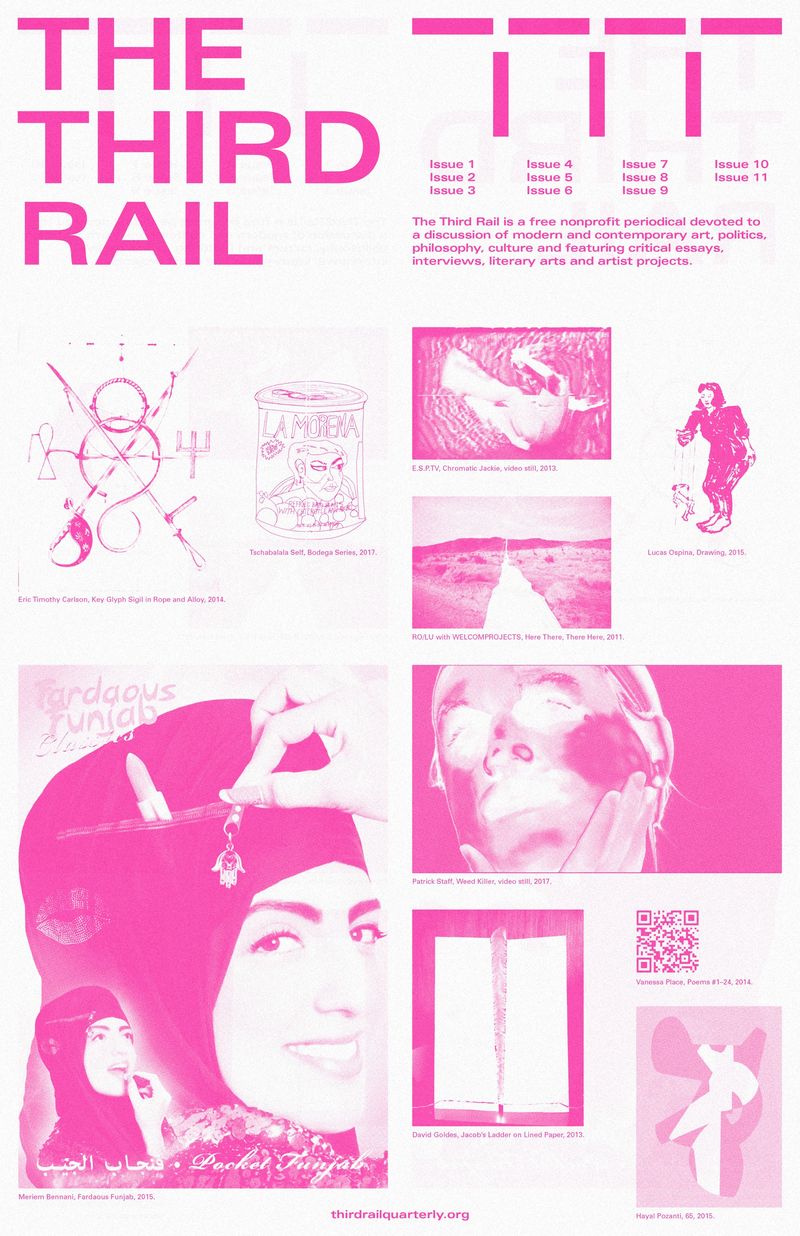 THE
THIRD
RAIL
Issue 1
Issue 2
Issue 3
Issue 4
Issue 5
Issue 6
Issue 7
Issue 8
Issue 9
Issue 10
Issue 11
The Third Rail is a free nonprofit periodical devoted to
a discussion of modern and contemporary art, politics,
philosophy, culture and featuring critical essays,
interviews, literary arts and artist projects.
LA MORENA
Tschabalala Self, Bodega Series, 2017.
Eric Timothy Carlson, Key Glyph Sigil in Rope and Alloy, 2014.
E.S.P.TV, Chromatic Jackie, video still, 2013.
Lucas Ospina, Drawing, 2015.
RO/LU with WELCOMPROJECTS, Here There, There Here, 2011.
Fardaous
Funjab
فنجاب الجَيْب • Pocket Funjab
Meriem Bennani, Fardaous Funjab, 2015.
Patrick Staff, Weed Killer, video still, 2017.
Vanessa Place, Poems #1–24, 2014.
David Goldes, Jacob's Ladder on Lined Paper, 2013.
Hayal Pozanti, 65, 2015.
thirdrailquarterly.org